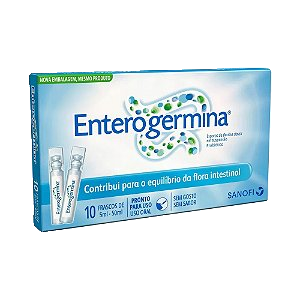 NOVA EMBALAGEM, MESMO PRODUTO
Enterogermina®
Contribui para o equilíbrio da flora intestinal
10 FRASCOS DE
5ml - 50ml
PRONTO
PARA USO
USO ORAL
SEM GOSTO
SEM SABOR
SANOFI